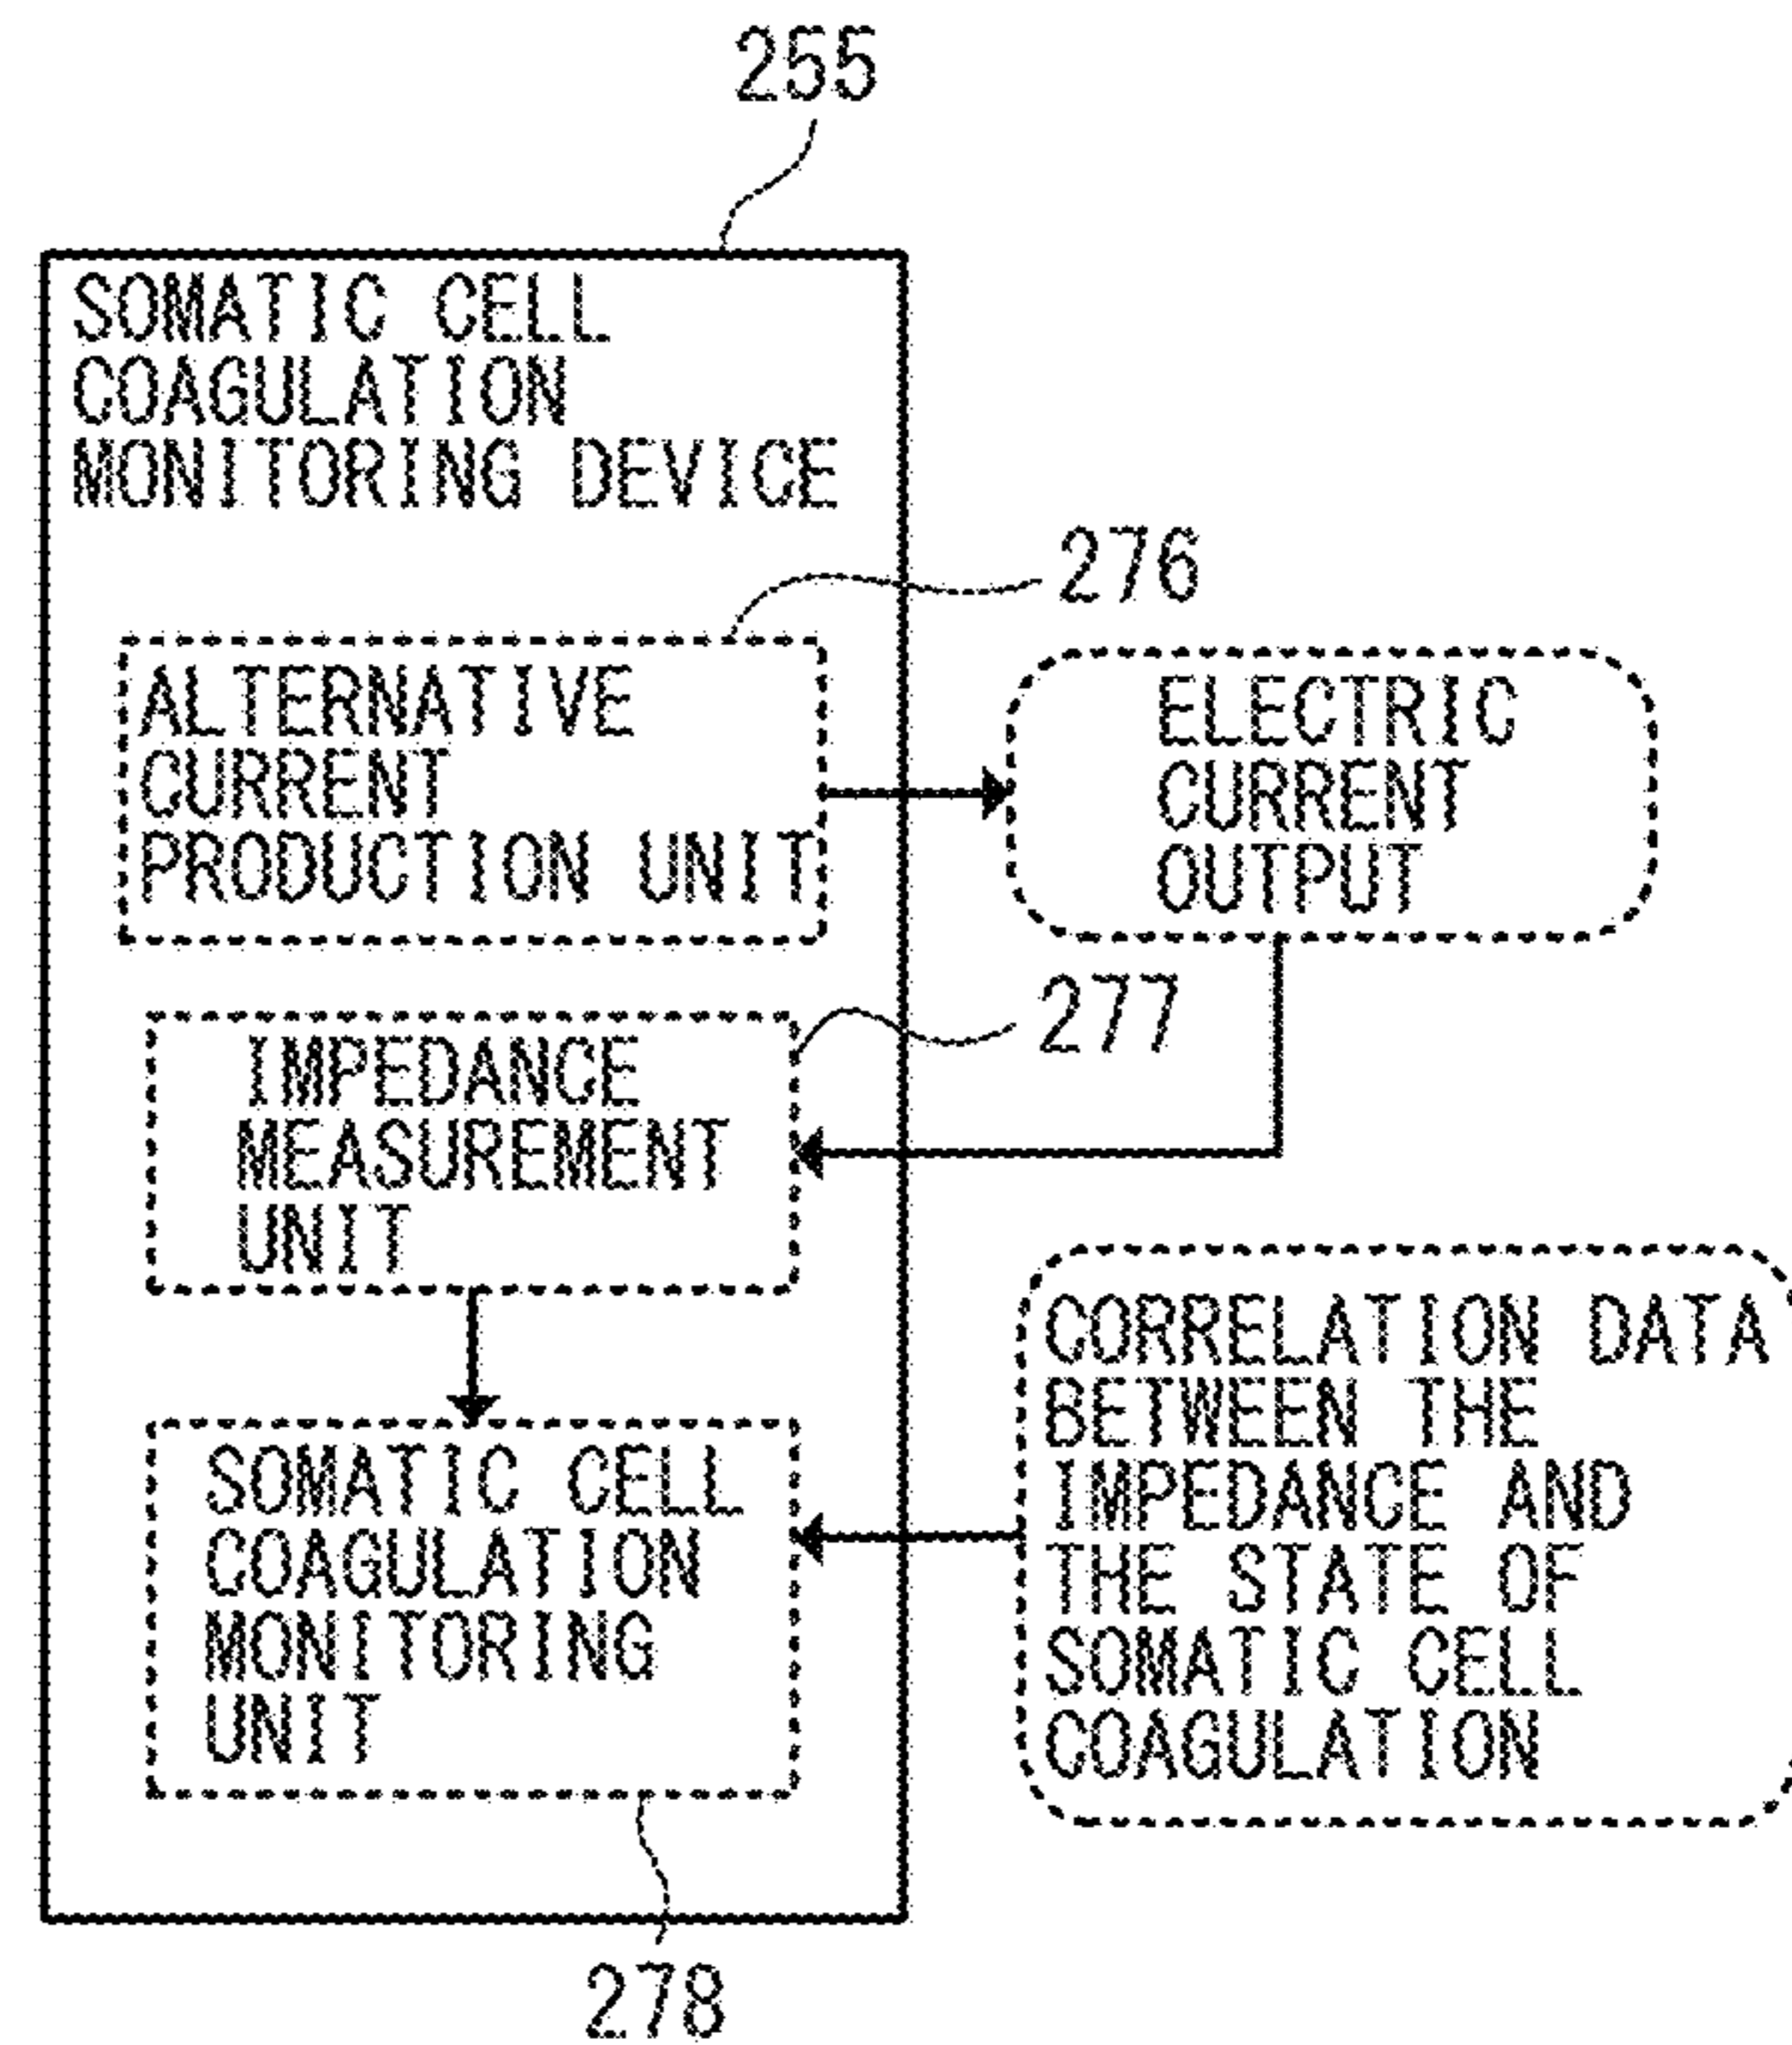 255
SOMATIC CELL
COAGULATION
MONITORING DEVICE
276
ALTERNATIVE
CURRENT
PRODUCTION UNIT
ELECTRIC
CURRENT
OUTPUT
277
IMPEDANCE
MEASUREMENT
UNIT
SOMATIC CELL
COAGULATION
MONITORING
UNIT
CORRELATION DATA
BETWEEN THE
IMPEDANCE AND
THE STATE OF
SOMATIC CELL
COAGULATION
278